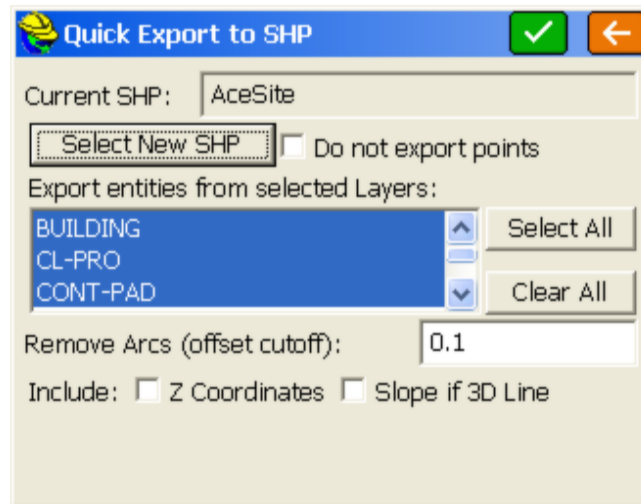 Quick Export to SHP
Current SHP: AceSite
Select New SHP Do not export points
Export entities from selected Layers:
BUILDING Select All
CL-PRO
CONT-PAD Clear All
Remove Arcs (offset cutoff): 0.1
Include: Z Coordinates Slope if 3D Line